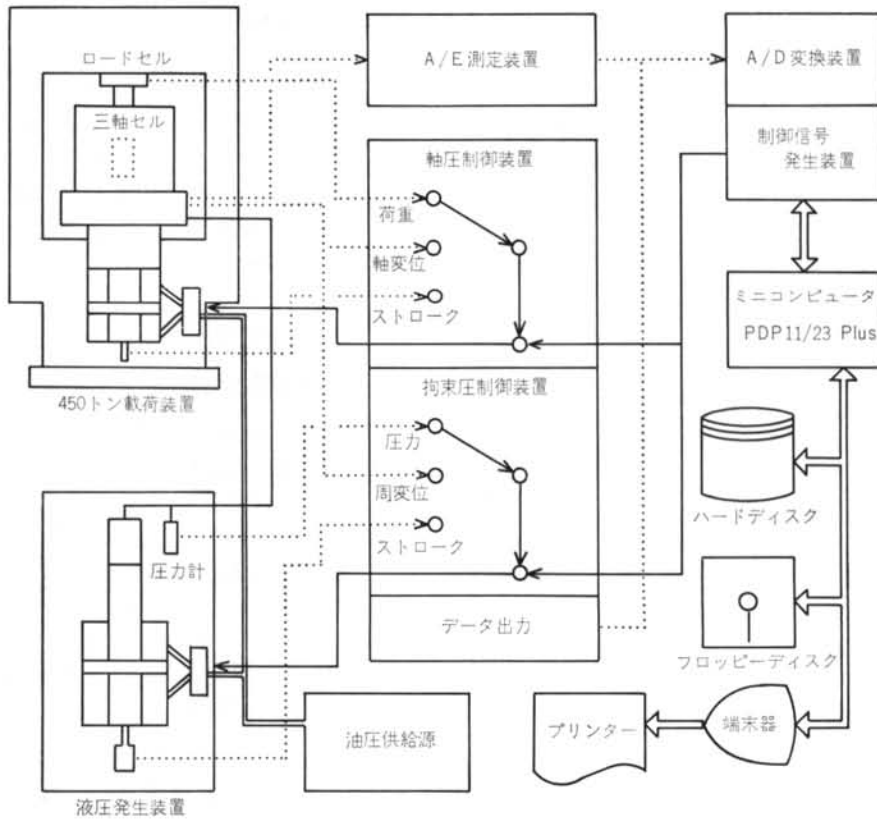 ロードセル
三軸セル
450トン載荷装置
圧力計
液圧発生装置
A/E測定装置
軸圧制御装置
荷重
軸変位
ストローク
拘束圧制御装置
圧力
周変位
ストローク
データ出力
油圧供給源
A/D変換装置
制御信号
発生装置
ミニコンピュータ
PDP11/23 Plus
ハードディスク
フロッピーディスク
端末器
プリンター